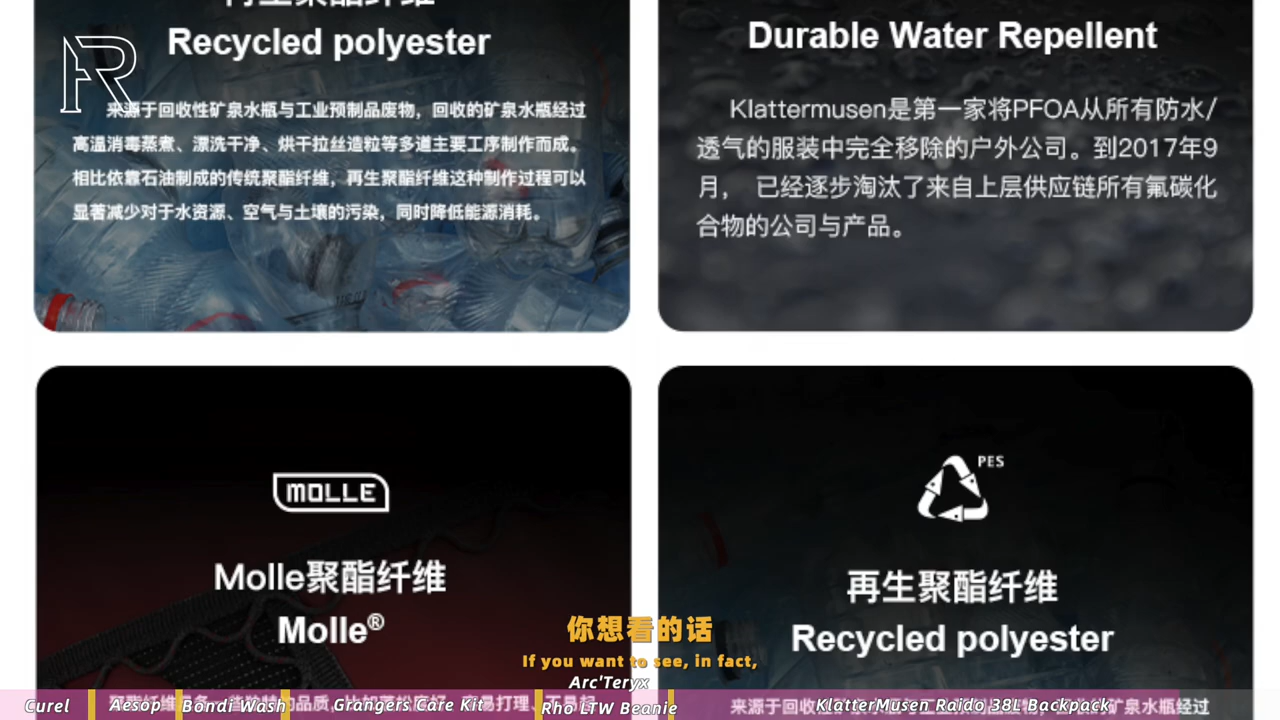 再生聚酯纤维
Recycled polyester
来源于回收性矿泉水瓶与工业预制品废物，回收的矿泉水瓶经过
高温消毒蒸煮、漂洗干净、烘干拉丝造粒等多道主要工序制作而成。
相比依靠石油制成的传统聚酯纤维，再生聚酯纤维这种制作过程可以
显著减少对于水资源、空气与土壤的污染，同时降低能源消耗。
Durable Water Repellent
Klattermusen是第一家将PFOA从所有防水/
透气的服装中完全移除的户外公司。到2017年9
月， 已经逐步淘汰了来自上层供应链所有氟碳化
合物的公司与产品。
MOLLE
Molle聚酯纤维
Molle®
PES
再生聚酯纤维
Recycled polyester
你想看的话
If you want to see, in fact,
Curel
Aesop
Bondi Wash
Grangers Care Kit
Arc'Teryx
Rho LTW Beanie
KlatterMusen Raido 38L Backpack